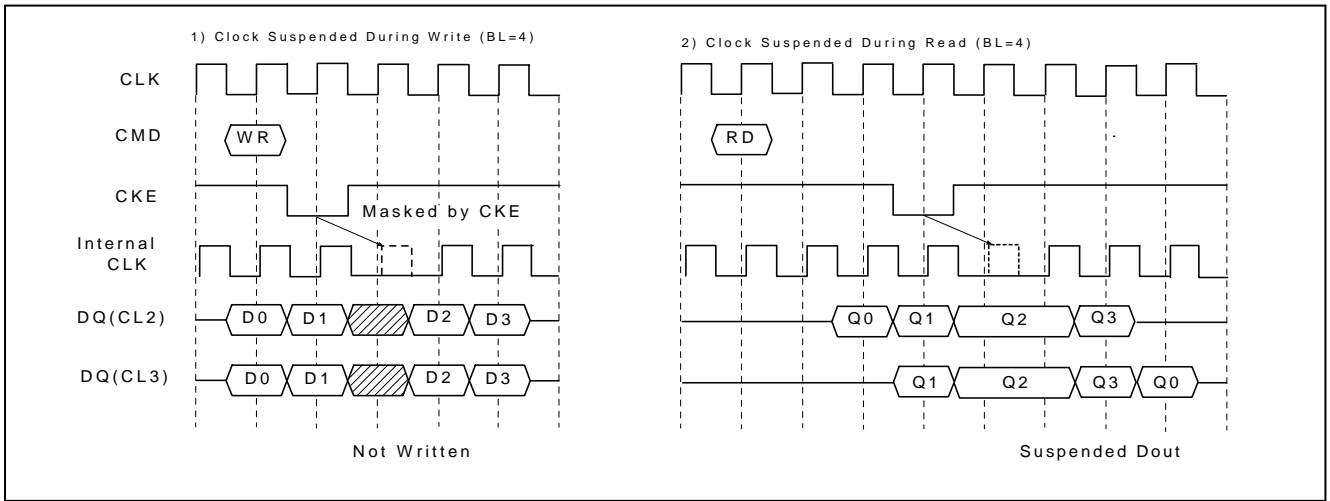 1) Clock Suspended During Write (BL=4)
2) Clock Suspended During Read (BL=4)
CLK
CMD
WR
RD
CKE
Masked by CKE
Internal
CLK
DQ(CL2)
D0 D1 D2 D3
Q0 Q1 Q2 Q3
DQ(CL3)
D0 D1 D2 D3
Q1 Q2 Q3 Q0
Not Written
Suspended Dout